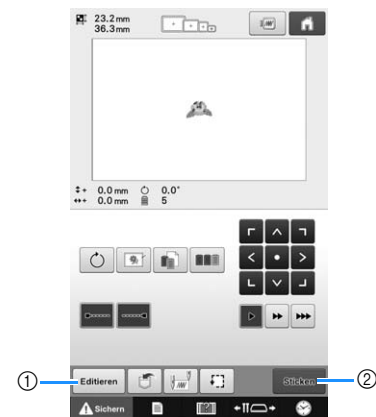 23.2 mm
36.3 mm
0.0 mm 0.0°
0.0 mm 5
① Editieren Sticken ②
Sichern